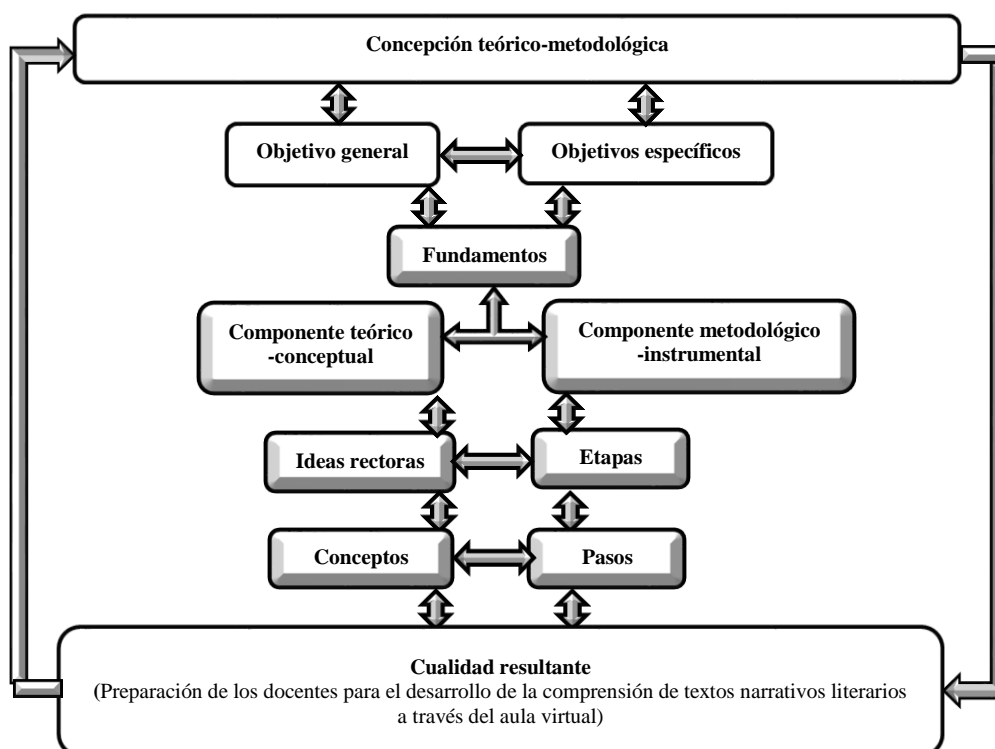 Concepción teórico-metodológica
Objetivo general
Objetivos específicos
Fundamentos
Componente teórico
-conceptual
Componente metodológico
-instrumental
Ideas rectoras
Etapas
Conceptos
Pasos
Cualidad resultante
(Preparación de los docentes para el desarrollo de la comprensión de textos narrativos literarios
a través del aula virtual)